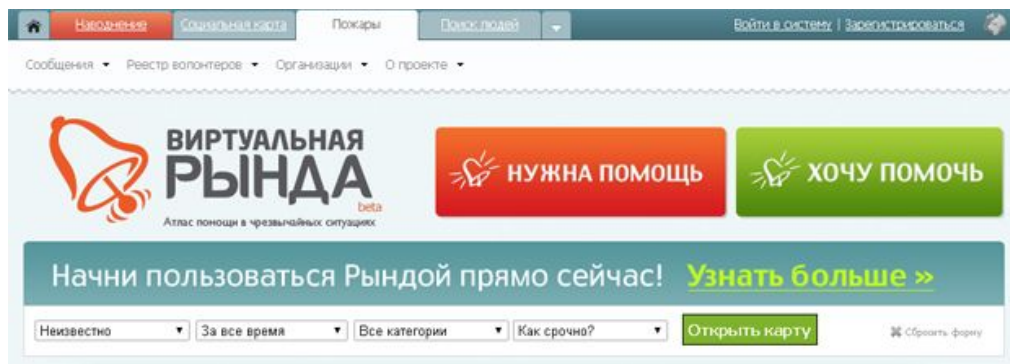 Наводнение Социальная карта Пожары Поиск людей Войти в систему | Зарегистрироваться
Сообщения Реестр волонтеров Организации О проекте
ВИРТУАЛЬНАЯ
РЫНДА
beta
Атлас помощи в чрезвычайных ситуациях
НУЖНА ПОМОЩЬ
ХОЧУ ПОМОЧЬ
Начни пользоваться Рындой прямо сейчас! Узнать больше »
Неизвестно За все время Все категории Как срочно? Открыть карту Сбросить форму